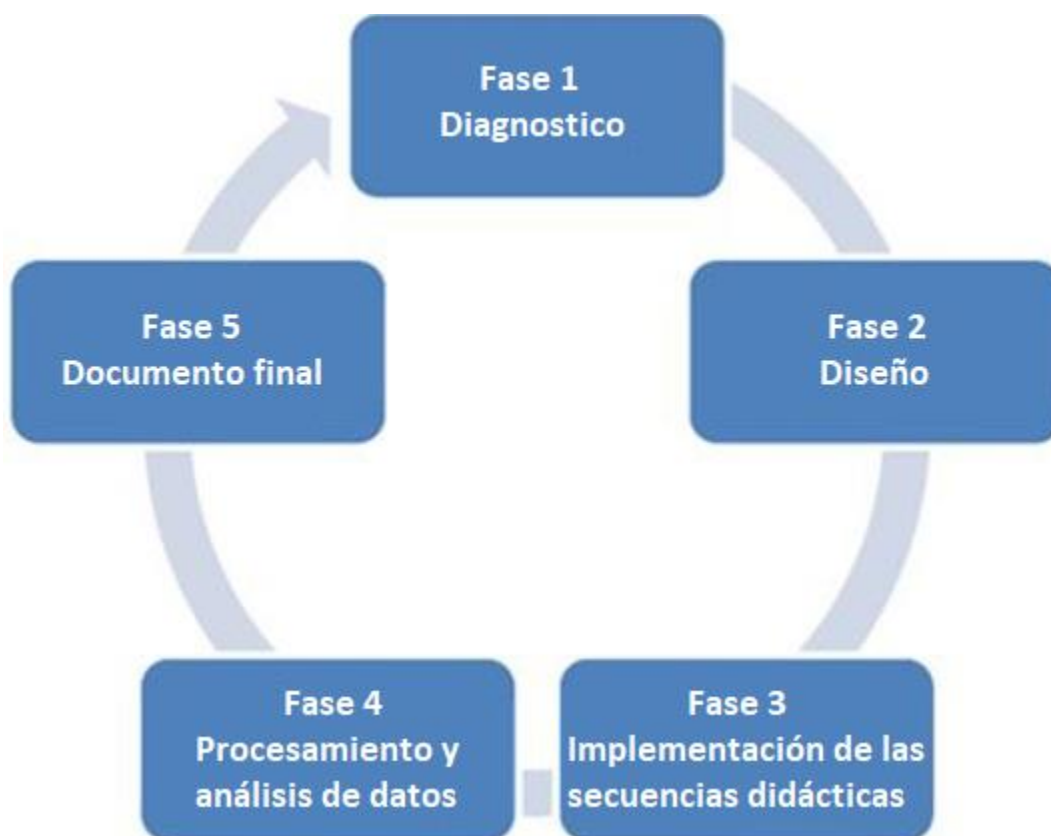 Fase 1
Diagnostico
Fase 2
Diseño
Fase 3
Implementación de las
secuencias didácticas
Fase 4
Procesamiento y
análisis de datos
Fase 5
Documento final